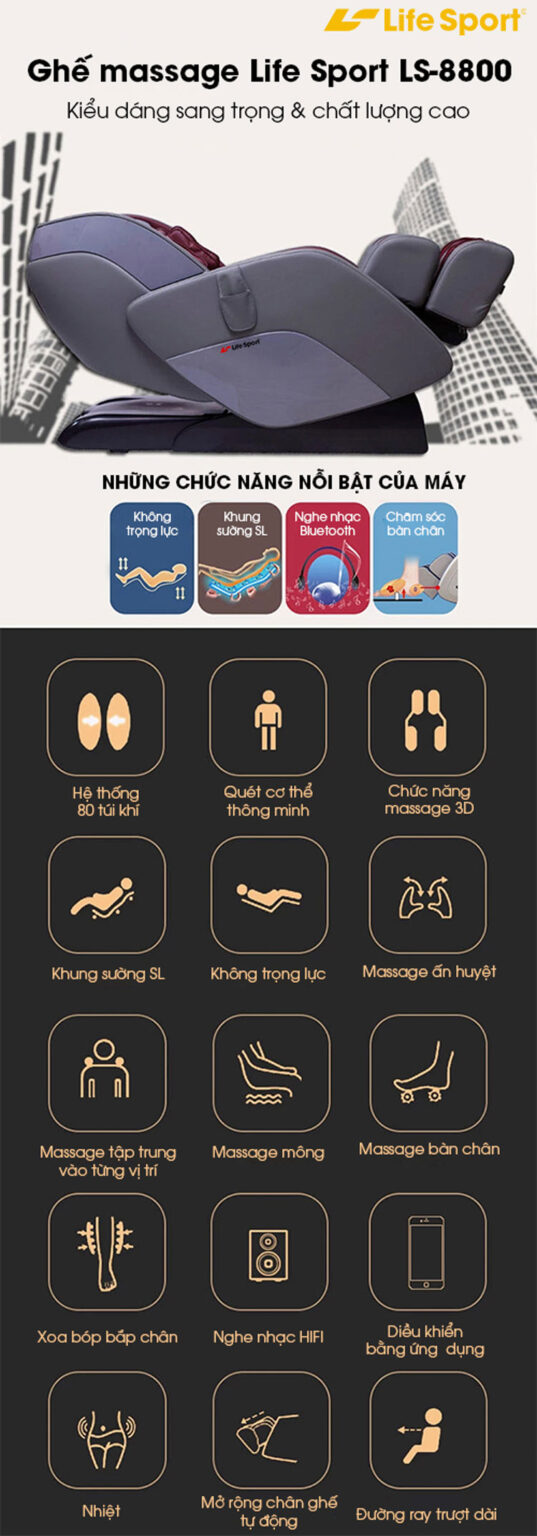 Life Sport
Ghế massage Life Sport LS-8800
Kiểu dáng sang trọng & chất lượng cao
Life Sport
NHỮNG CHỨC NĂNG NỔI BẬT CỦA MÁY
Không
trọng lực
Khung
sường SL
Nghe nhạc
Bluetooth
Chăm sóc
bàn chân
Hệ thống
80 túi khí
Quét cơ thể
thông minh
Chức năng
massage 3D
Khung sường SL
Không trọng lực
Massage ấn huyệt
Massage tập trung
vào từng vị trí
Massage mông
Massage bàn chân
Xoa bóp bắp chân
Nghe nhạc HIFI
Điều khiển
bằng ứng dụng
Nhiệt
Mở rộng chân ghế
tự động
Đường ray trượt dài